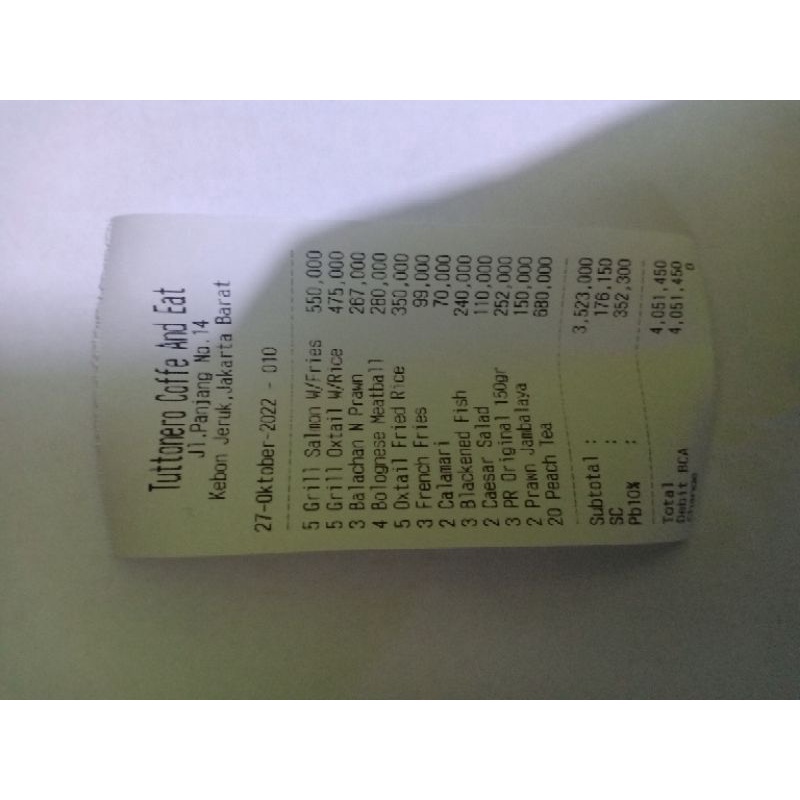 Tuttonero Coffe And Eat
Jl.Panjang No.14
Kebon Jeruk,Jakarta Barat
27-Oktober-2022 - 010
5 Grill Salmon W/Fries 550,000
5 Grill Oxtail W/Rice 475,000
3 Balachan N Prawn 267,000
4 Bolognese Meatball 280,000
5 Oxtail Fried Rice 350,000
3 French Fries 99,000
2 Calamari 70,000
3 Blackened Fish 240,000
2 Caesar Salad 110,000
3 PR Original 150gr 252,000
2 Prawn Jambalaya 150,000
20 Peach Tea 680,000
Subtotal : 3,523,000
SC : 176,150
Pb10% : 352,300
Total 4,051,450
Debit BCA 4,051,450
0